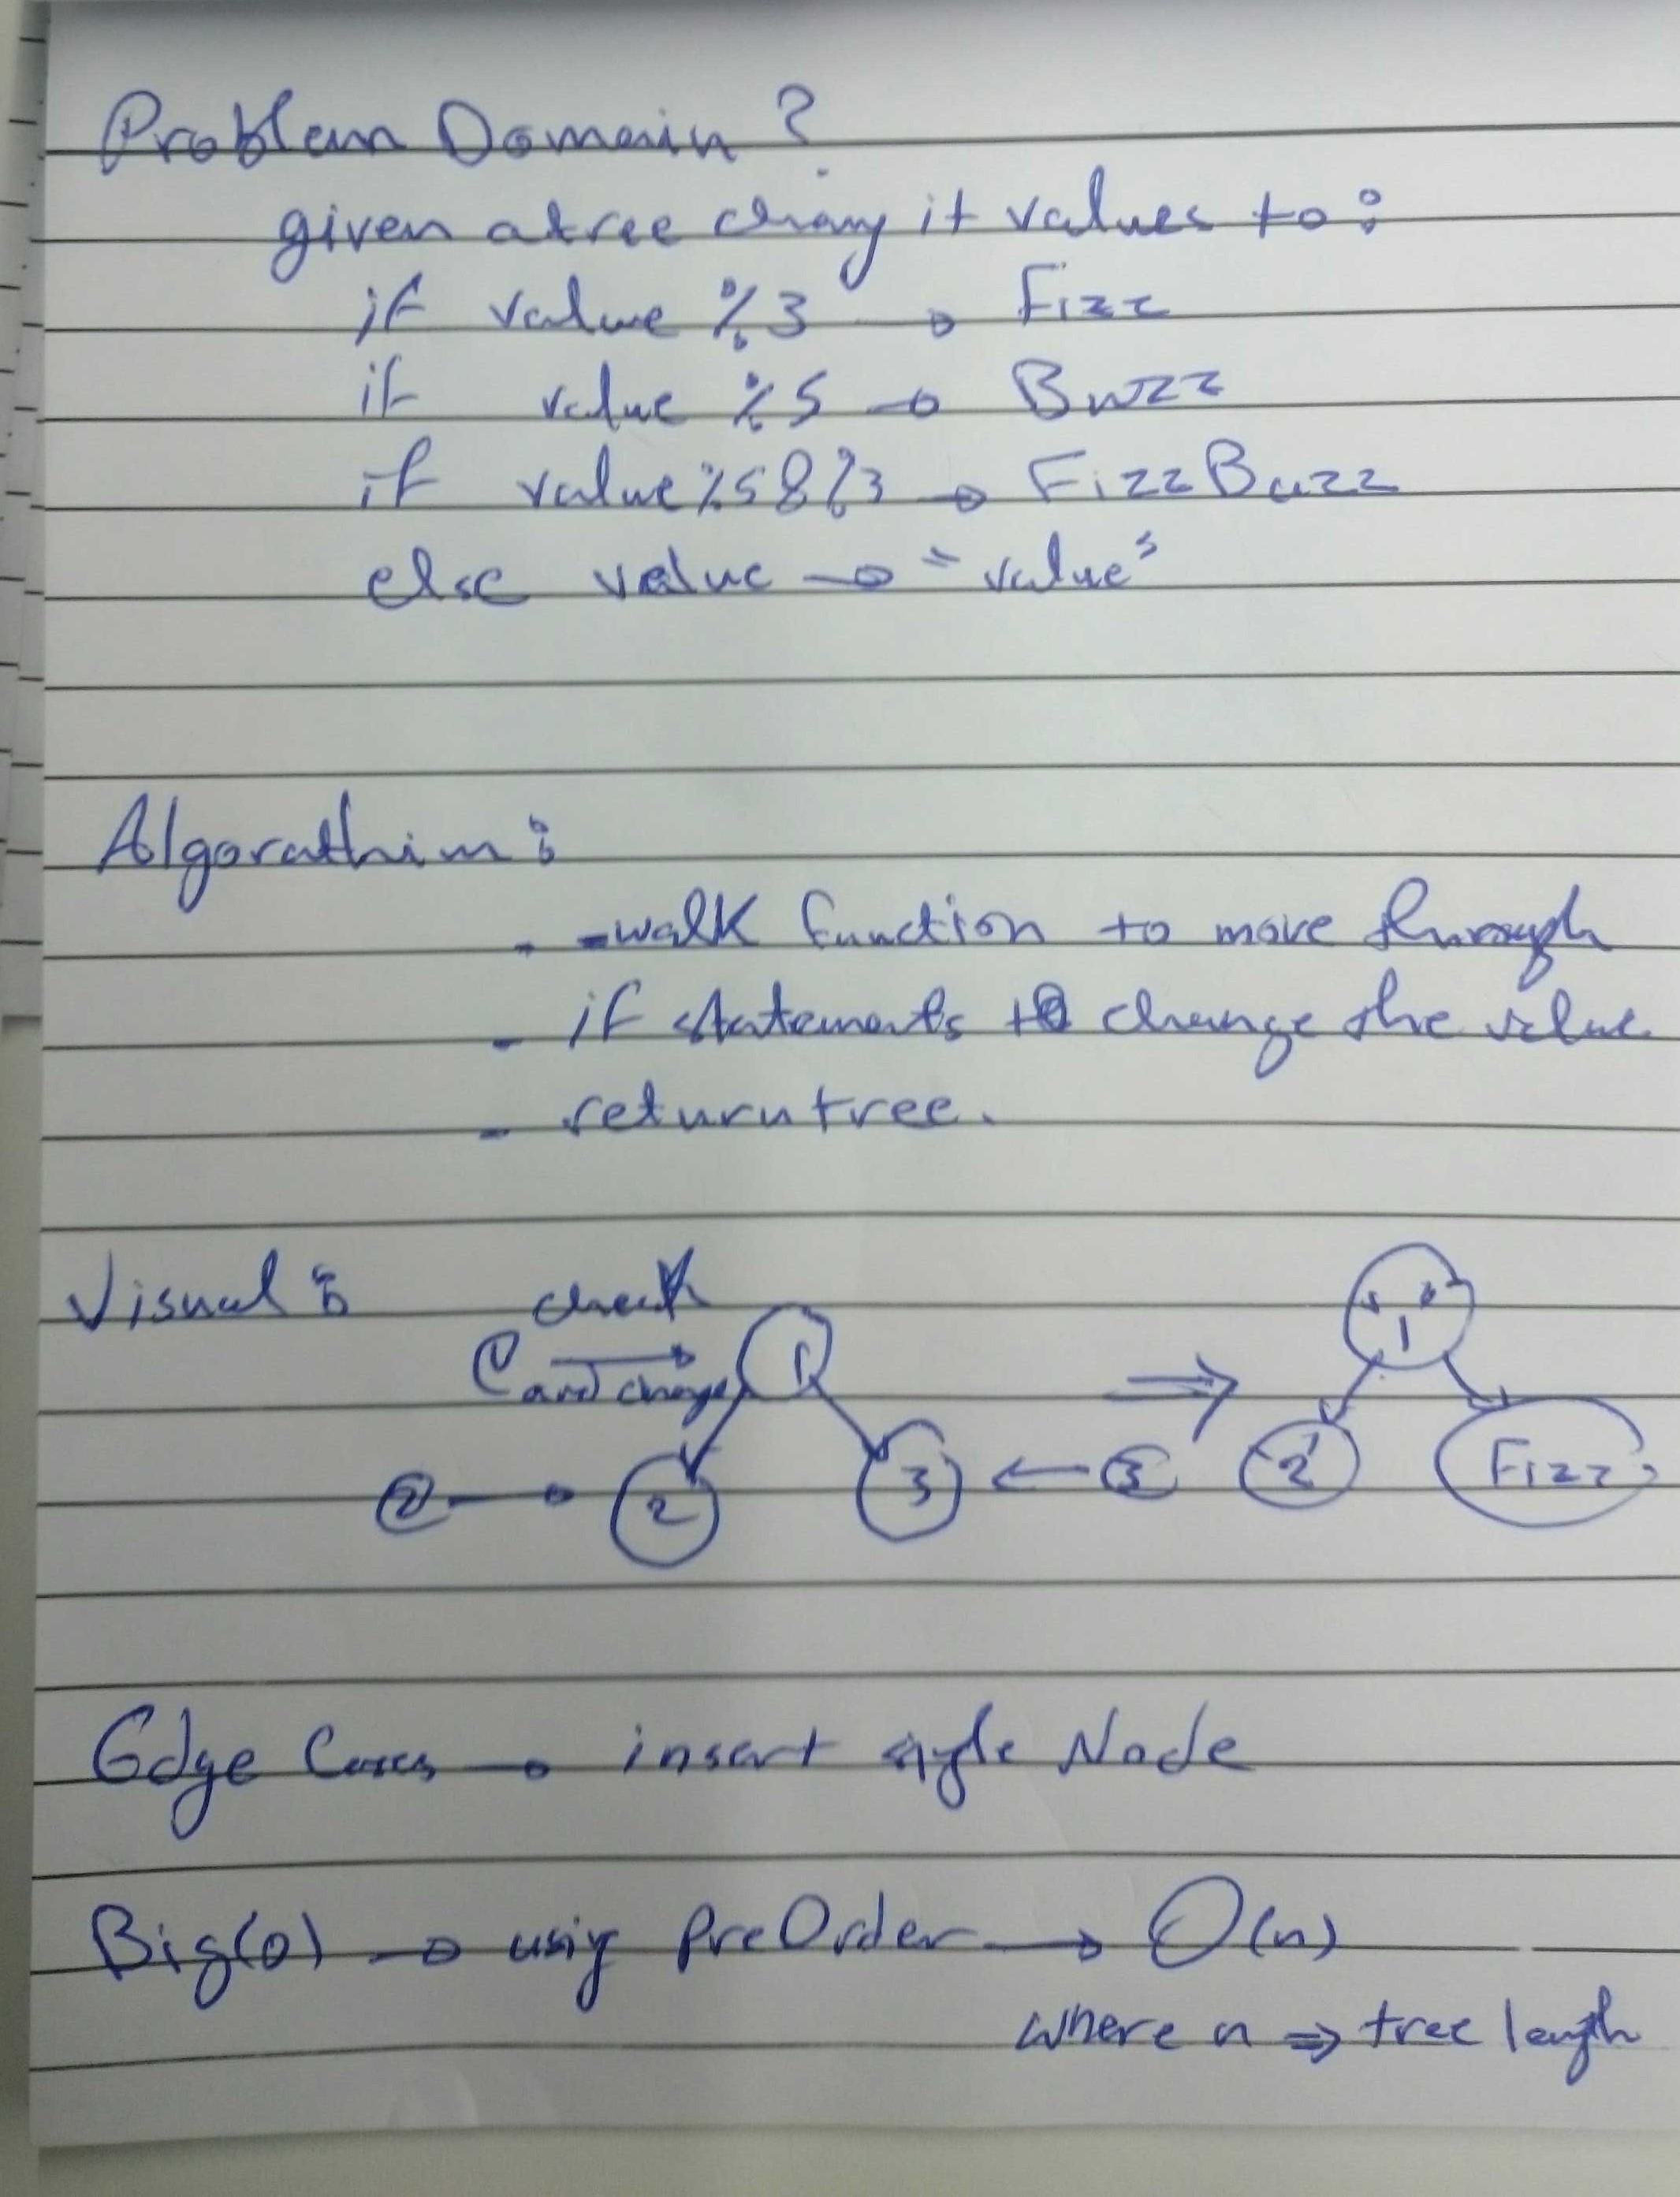 Problem Domain ?
given a tree chang it values to :
if value %3 → Fizz
if value %5 → Buzz
if value %5 & %3 → FizzBuzz
else value → "value"
Algorathim :
- walk function to move through
- if statements to change the value
- return tree.
Visual :
check
① → 1 ⇒ "1"
and change
② → 2 3 ← ③ "2" Fizz
Edge Cases → insert single Node
Big(O) → using PreOrder → O(n)
where n ⇒ tree length